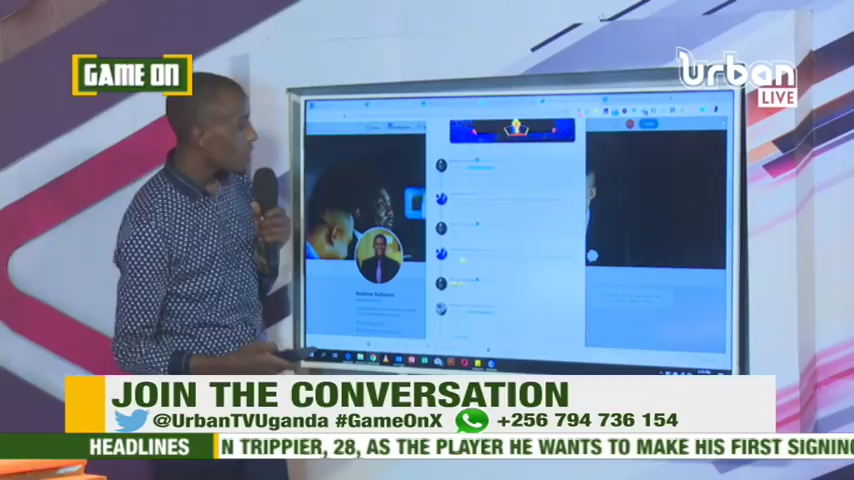 GAME ON
Urban
LIVE
JOIN THE CONVERSATION
@UrbanTVUganda #GameOnX +256 794 736 154
HEADLINES
N TRIPPIER, 28, AS THE PLAYER HE WANTS TO MAKE HIS FIRST SIGNING